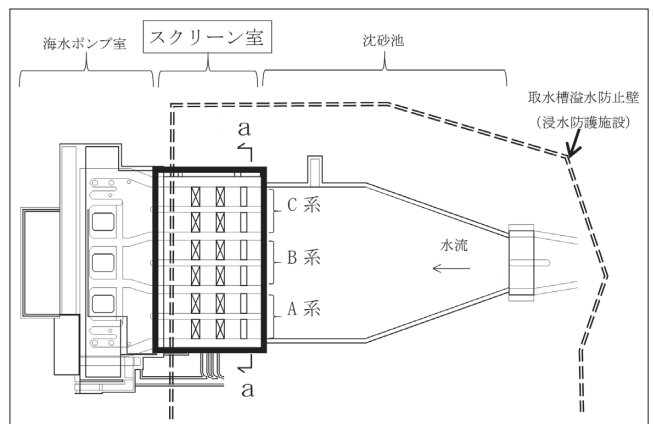 海水ポンプ室
スクリーン室
沈砂池
取水槽溢水防止壁
(浸水防護施設)
a
C系
B系
水流
A系
a